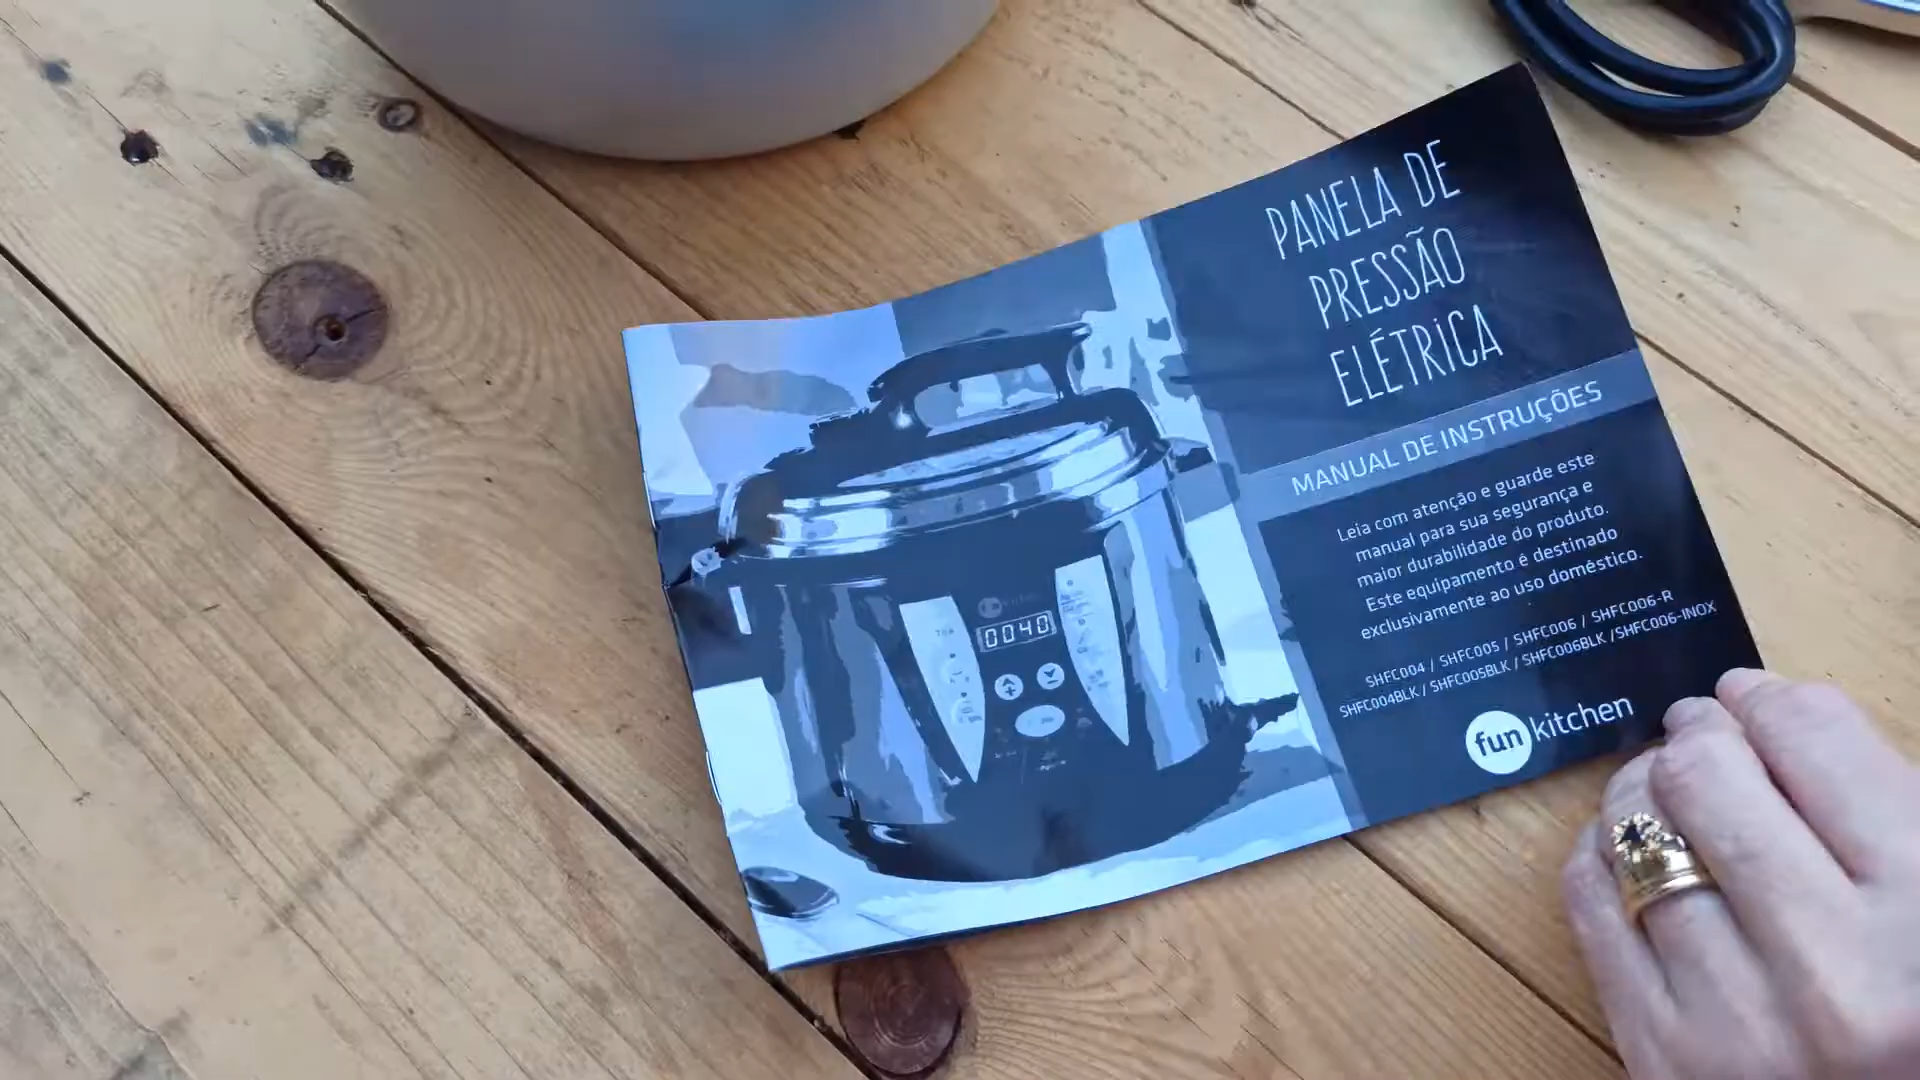 PANELA DE
PRESSÃO
ELÉTRICA
MANUAL DE INSTRUÇÕES
Leia com atenção e guarde este
manual para sua segurança e
maior durabilidade do produto.
Este equipamento é destinado
exclusivamente ao uso doméstico.
SHFC004 / SHFC005 / SHFC006 / SHFC006-R
SHFC004BLK / SHFC005BLK / SHFC006BLK /SHFC006-INOX
fun kitchen
0040